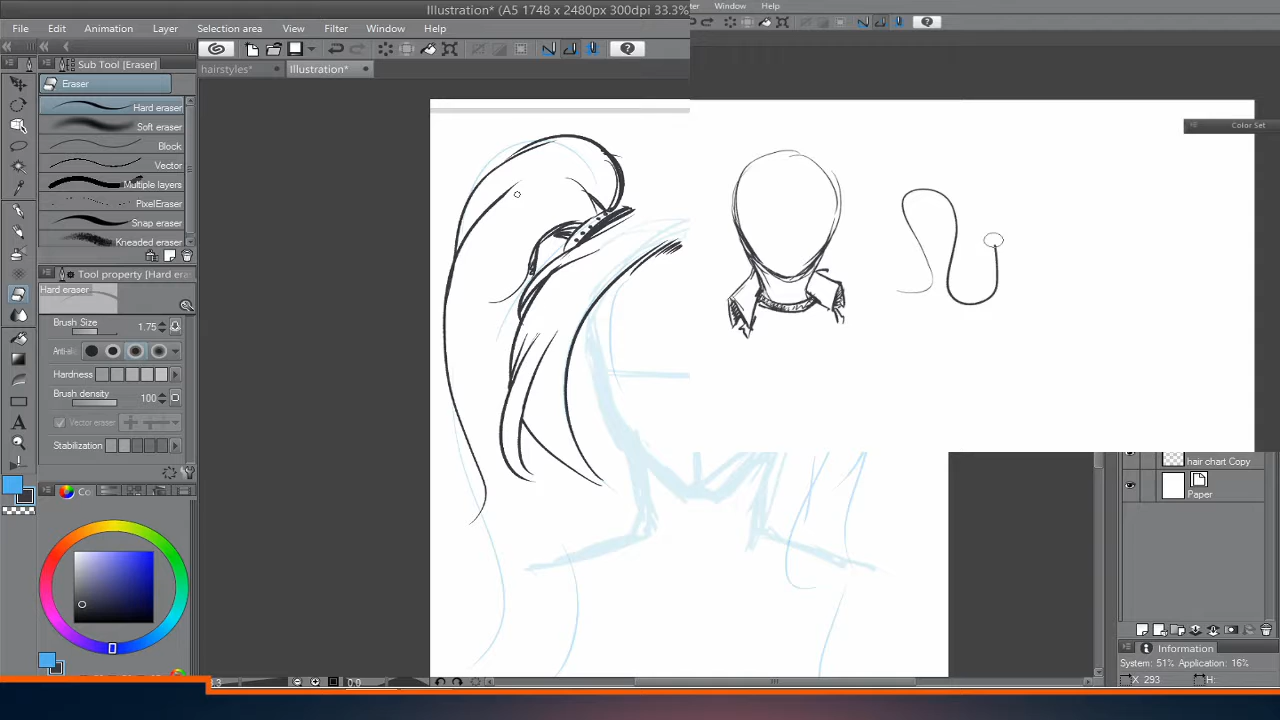 Illustration* (A5 1748 x 2480px 300dpi 33.3%
Window Help
File Edit Animation Layer Selection area View Filter Window Help
hairstyles* Illustration*
Sub Tool [Eraser]
Eraser
Hard eraser
Soft eraser
Block
Vector
Multiple layers
PixelEraser
Snap eraser
Kneaded eraser
Tool property [Hard era
Hard eraser
Brush Size 1.75
Hardness
Brush density 100
Vector eraser
Stabilization
Co
Color Set
hair chart Copy
Paper
Information
System: 51% Application: 16%
X 293 H:
0.0